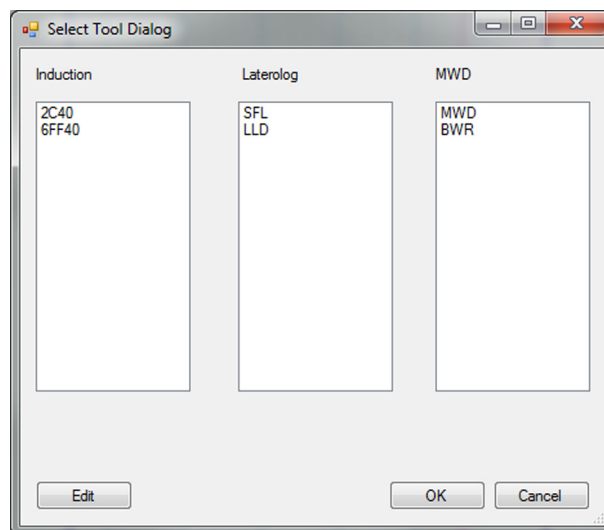 Select Tool Dialog
Induction Laterolog MWD
2C40 SFL MWD
6FF40 LLD BWR
Edit OK Cancel